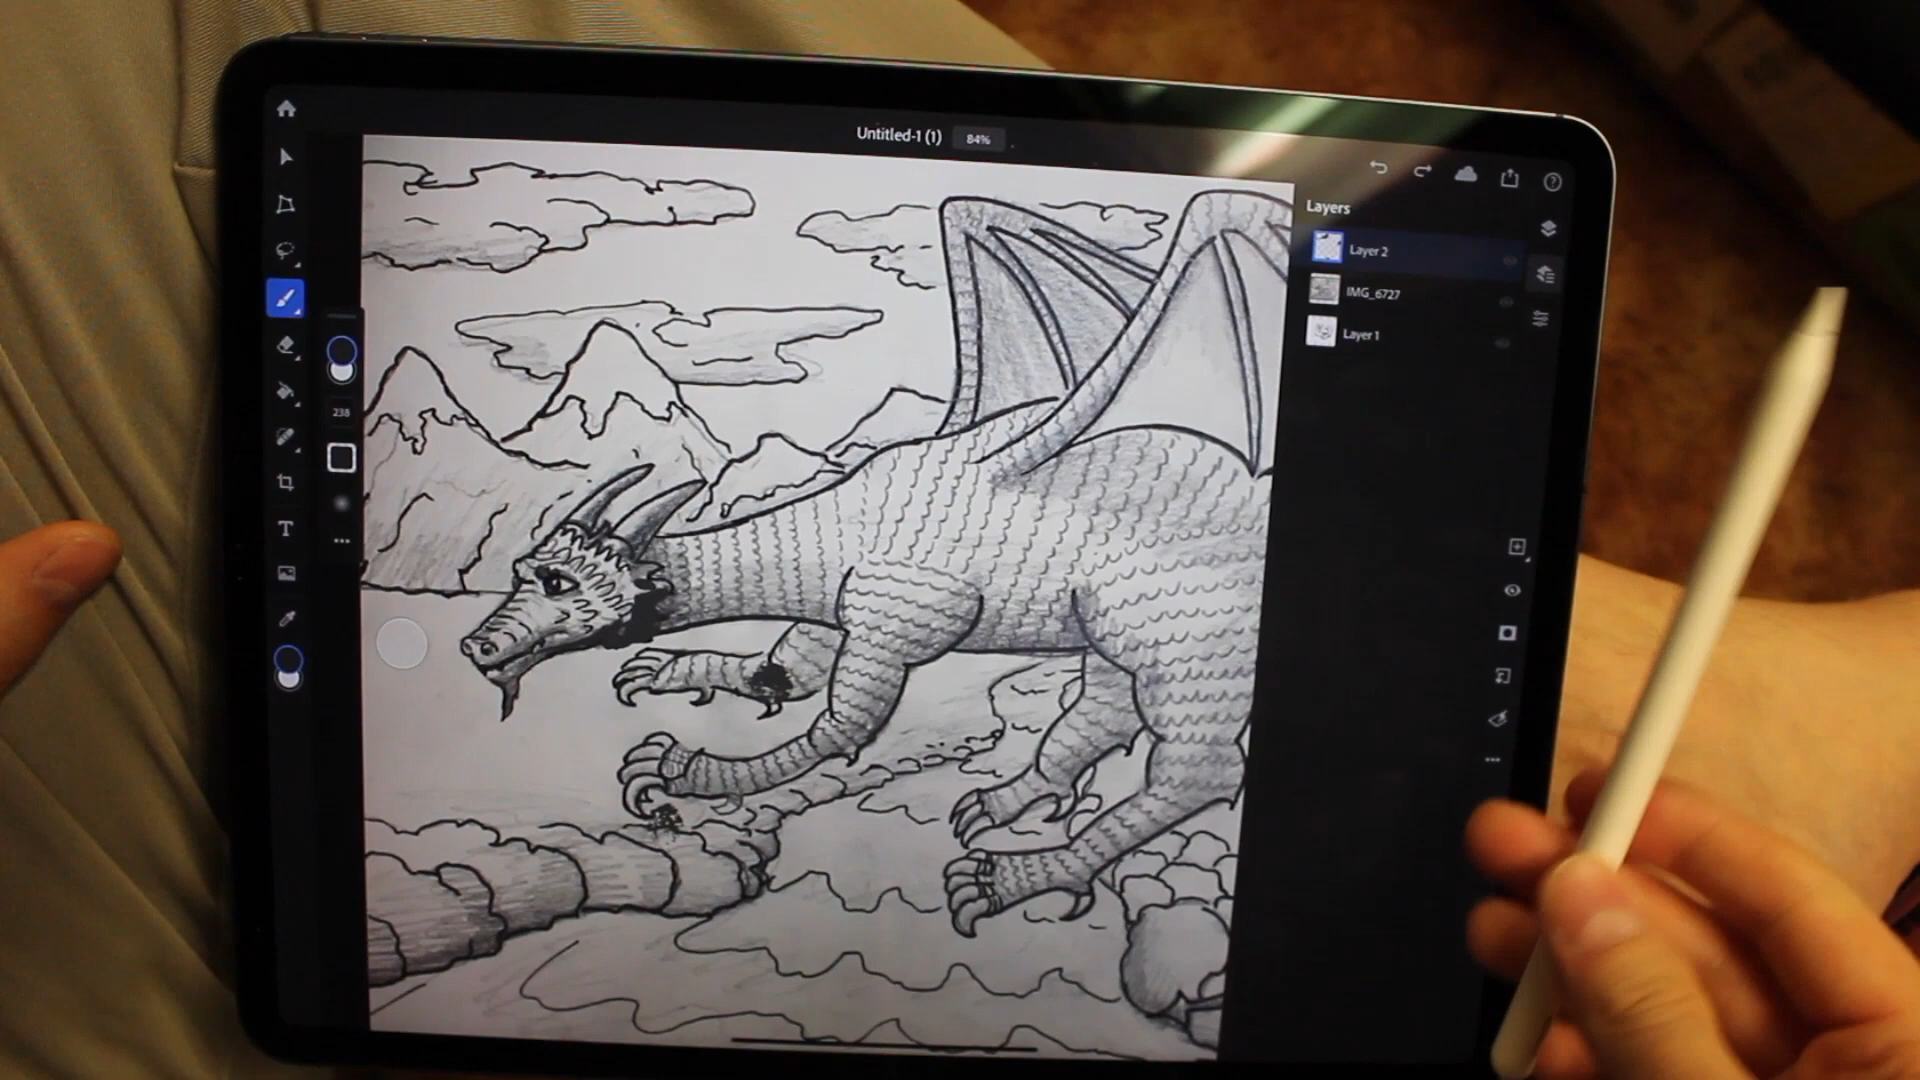 Untitled-1 (1) 84%
Layers
Layer 2
IMG_6727
Layer 1
238
T